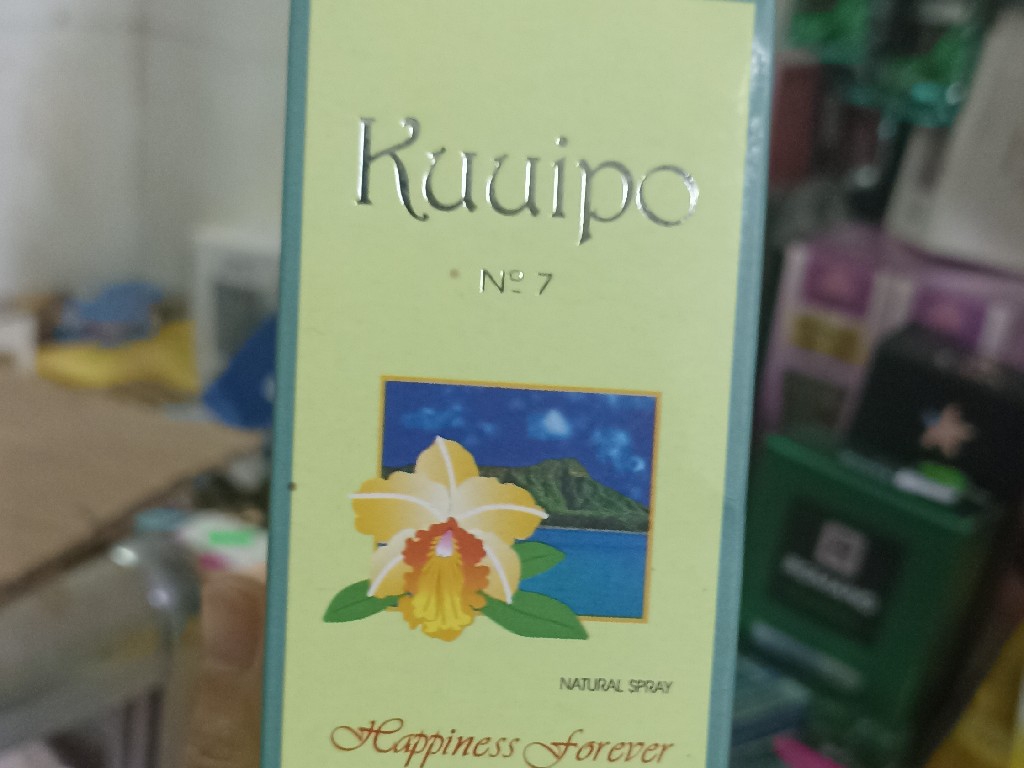 Kuuipo
Nº 7
NATURAL SPRAY
Happiness Forever